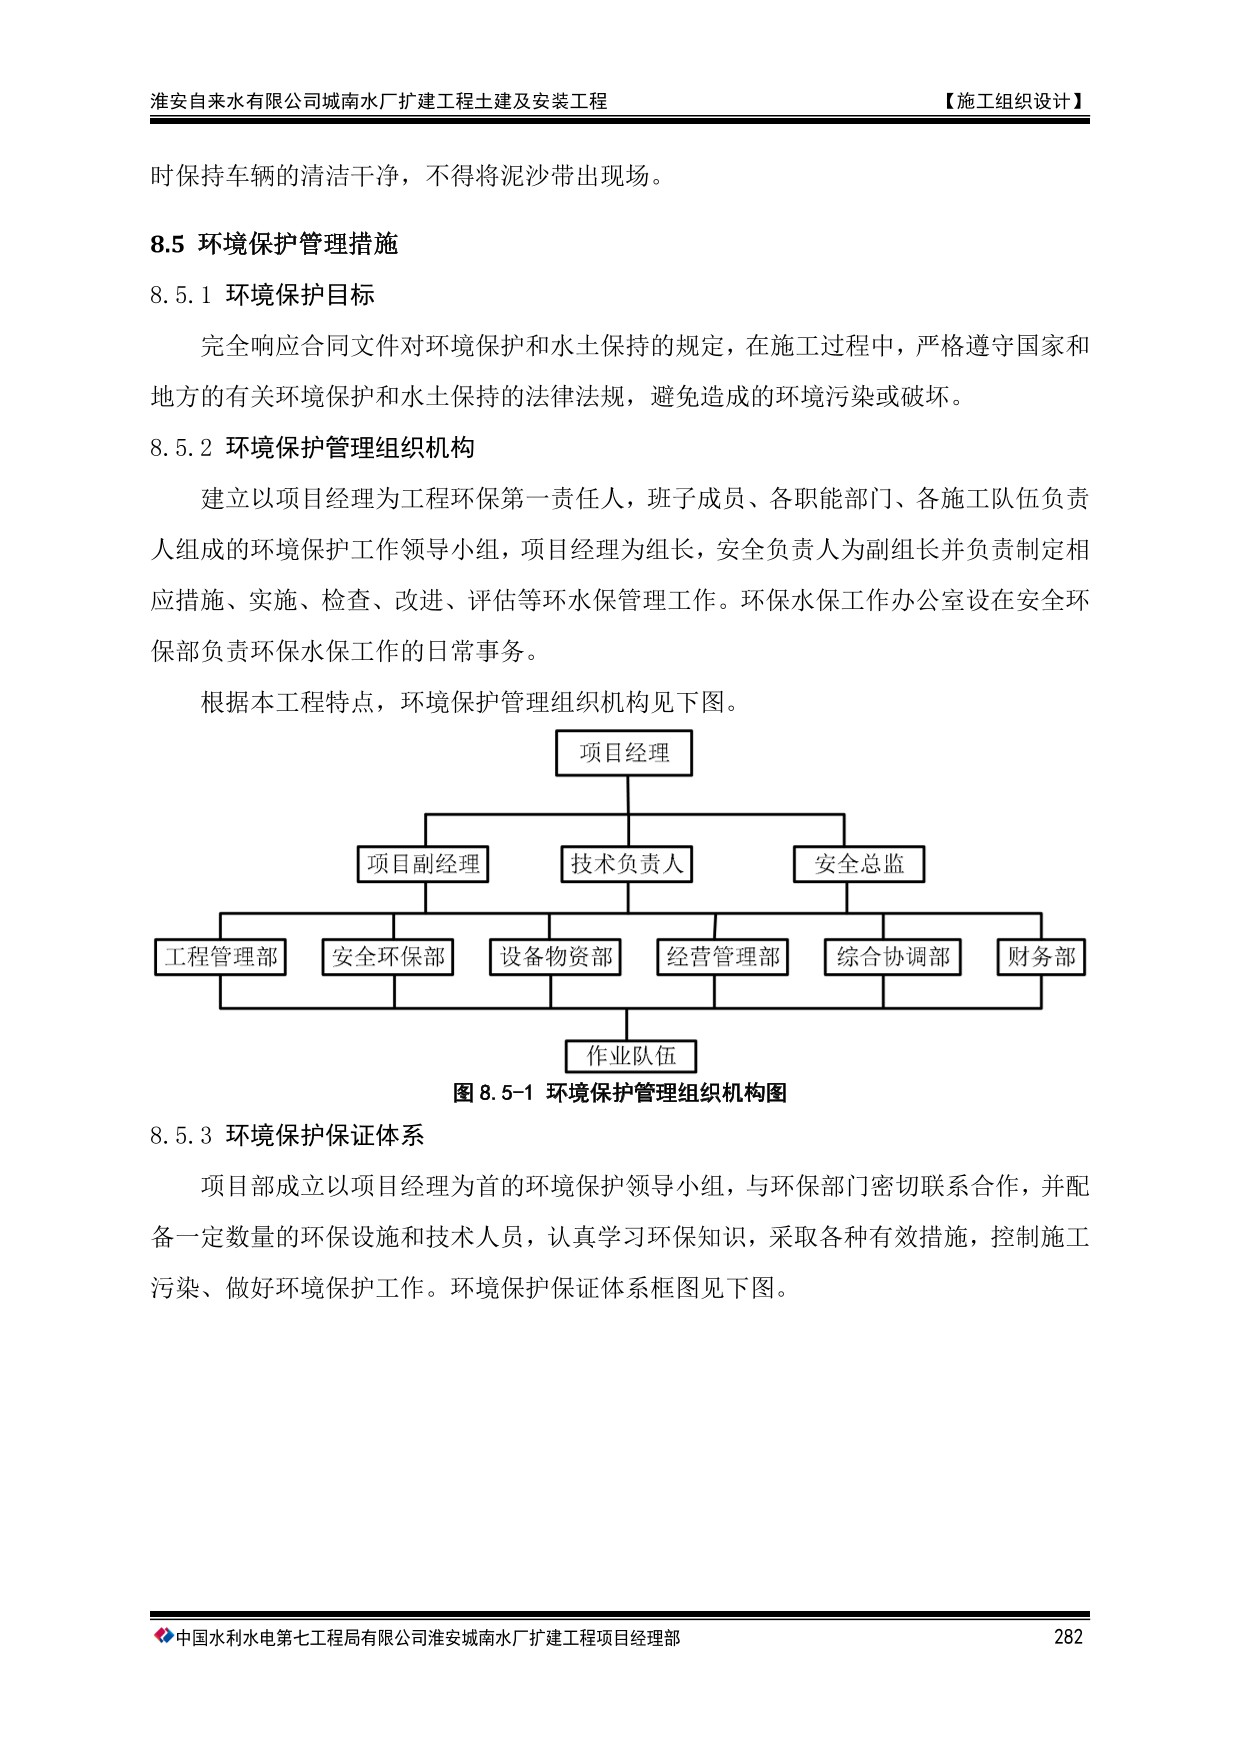 淮安自来水有限公司城南水厂扩建工程土建及安装工程 【施工组织设计】
时保持车辆的清洁干净，不得将泥沙带出现场。
8.5 环境保护管理措施
8.5.1 环境保护目标
完全响应合同文件对环境保护和水土保持的规定，在施工过程中，严格遵守国家和
地方的有关环境保护和水土保持的法律法规，避免造成的环境污染或破坏。
8.5.2 环境保护管理组织机构
建立以项目经理为工程环保第一责任人，班子成员、各职能部门、各施工队伍负责
人组成的环境保护工作领导小组，项目经理为组长，安全负责人为副组长并负责制定相
应措施、实施、检查、改进、评估等环水保管理工作。环保水保工作办公室设在安全环
保部负责环保水保工作的日常事务。
根据本工程特点，环境保护管理组织机构见下图。
项目经理
项目副经理 技术负责人 安全总监
工程管理部 安全环保部 设备物资部 经营管理部 综合协调部 财务部
作业队伍
图 8.5-1 环境保护管理组织机构图
8.5.3 环境保护保证体系
项目部成立以项目经理为首的环境保护领导小组，与环保部门密切联系合作，并配
备一定数量的环保设施和技术人员，认真学习环保知识，采取各种有效措施，控制施工
污染、做好环境保护工作。环境保护保证体系框图见下图。
中国水利水电第七工程局有限公司淮安城南水厂扩建工程项目经理部 282